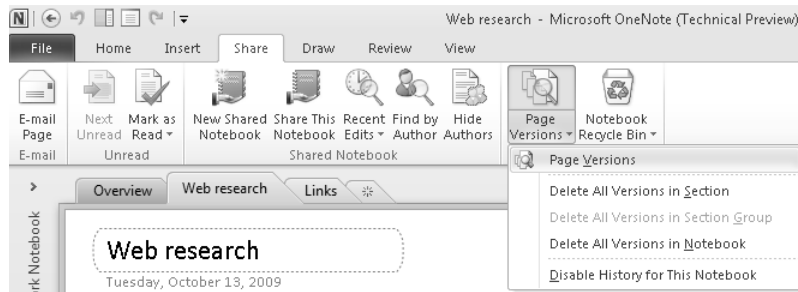 Web research - Microsoft OneNote (Technical Preview)
File Home Insert Share Draw Review View
E-mail Page
Next Unread
Mark as Read
New Shared Notebook
Share This Notebook
Recent Edits
Find by Author
Hide Authors
Page Versions
Notebook Recycle Bin
E-mail Unread Shared Notebook
Page Versions
Delete All Versions in Section
Delete All Versions in Section Group
Delete All Versions in Notebook
Disable History for This Notebook
Overview Web research Links
Notebook
Web research
Tuesday, October 13, 2009